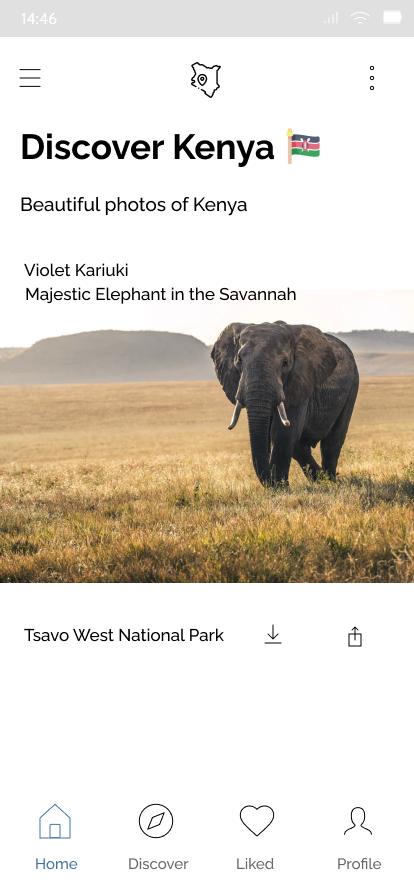 14:46
Discover Kenya
Beautiful photos of Kenya
Violet Kariuki
Majestic Elephant in the Savannah
Tsavo West National Park
Home
Discover
Liked
Profile